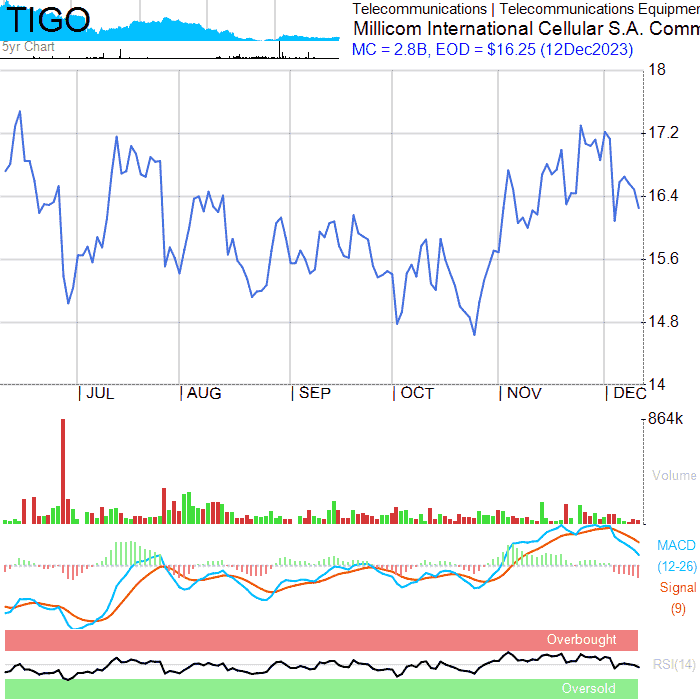 TIGO
5yr Chart
Telecommunications | Telecommunications Equipmen
Millicom International Cellular S.A. Comm
MC = 2.8B, EOD = $16.25 (12Dec2023)
18
17.2
16.4
15.6
14.8
14
| JUL | AUG | SEP | OCT | NOV | DEC
864k
Volume
MACD
(12-26)
Signal
(9)
Overbought
RSI(14)
Oversold